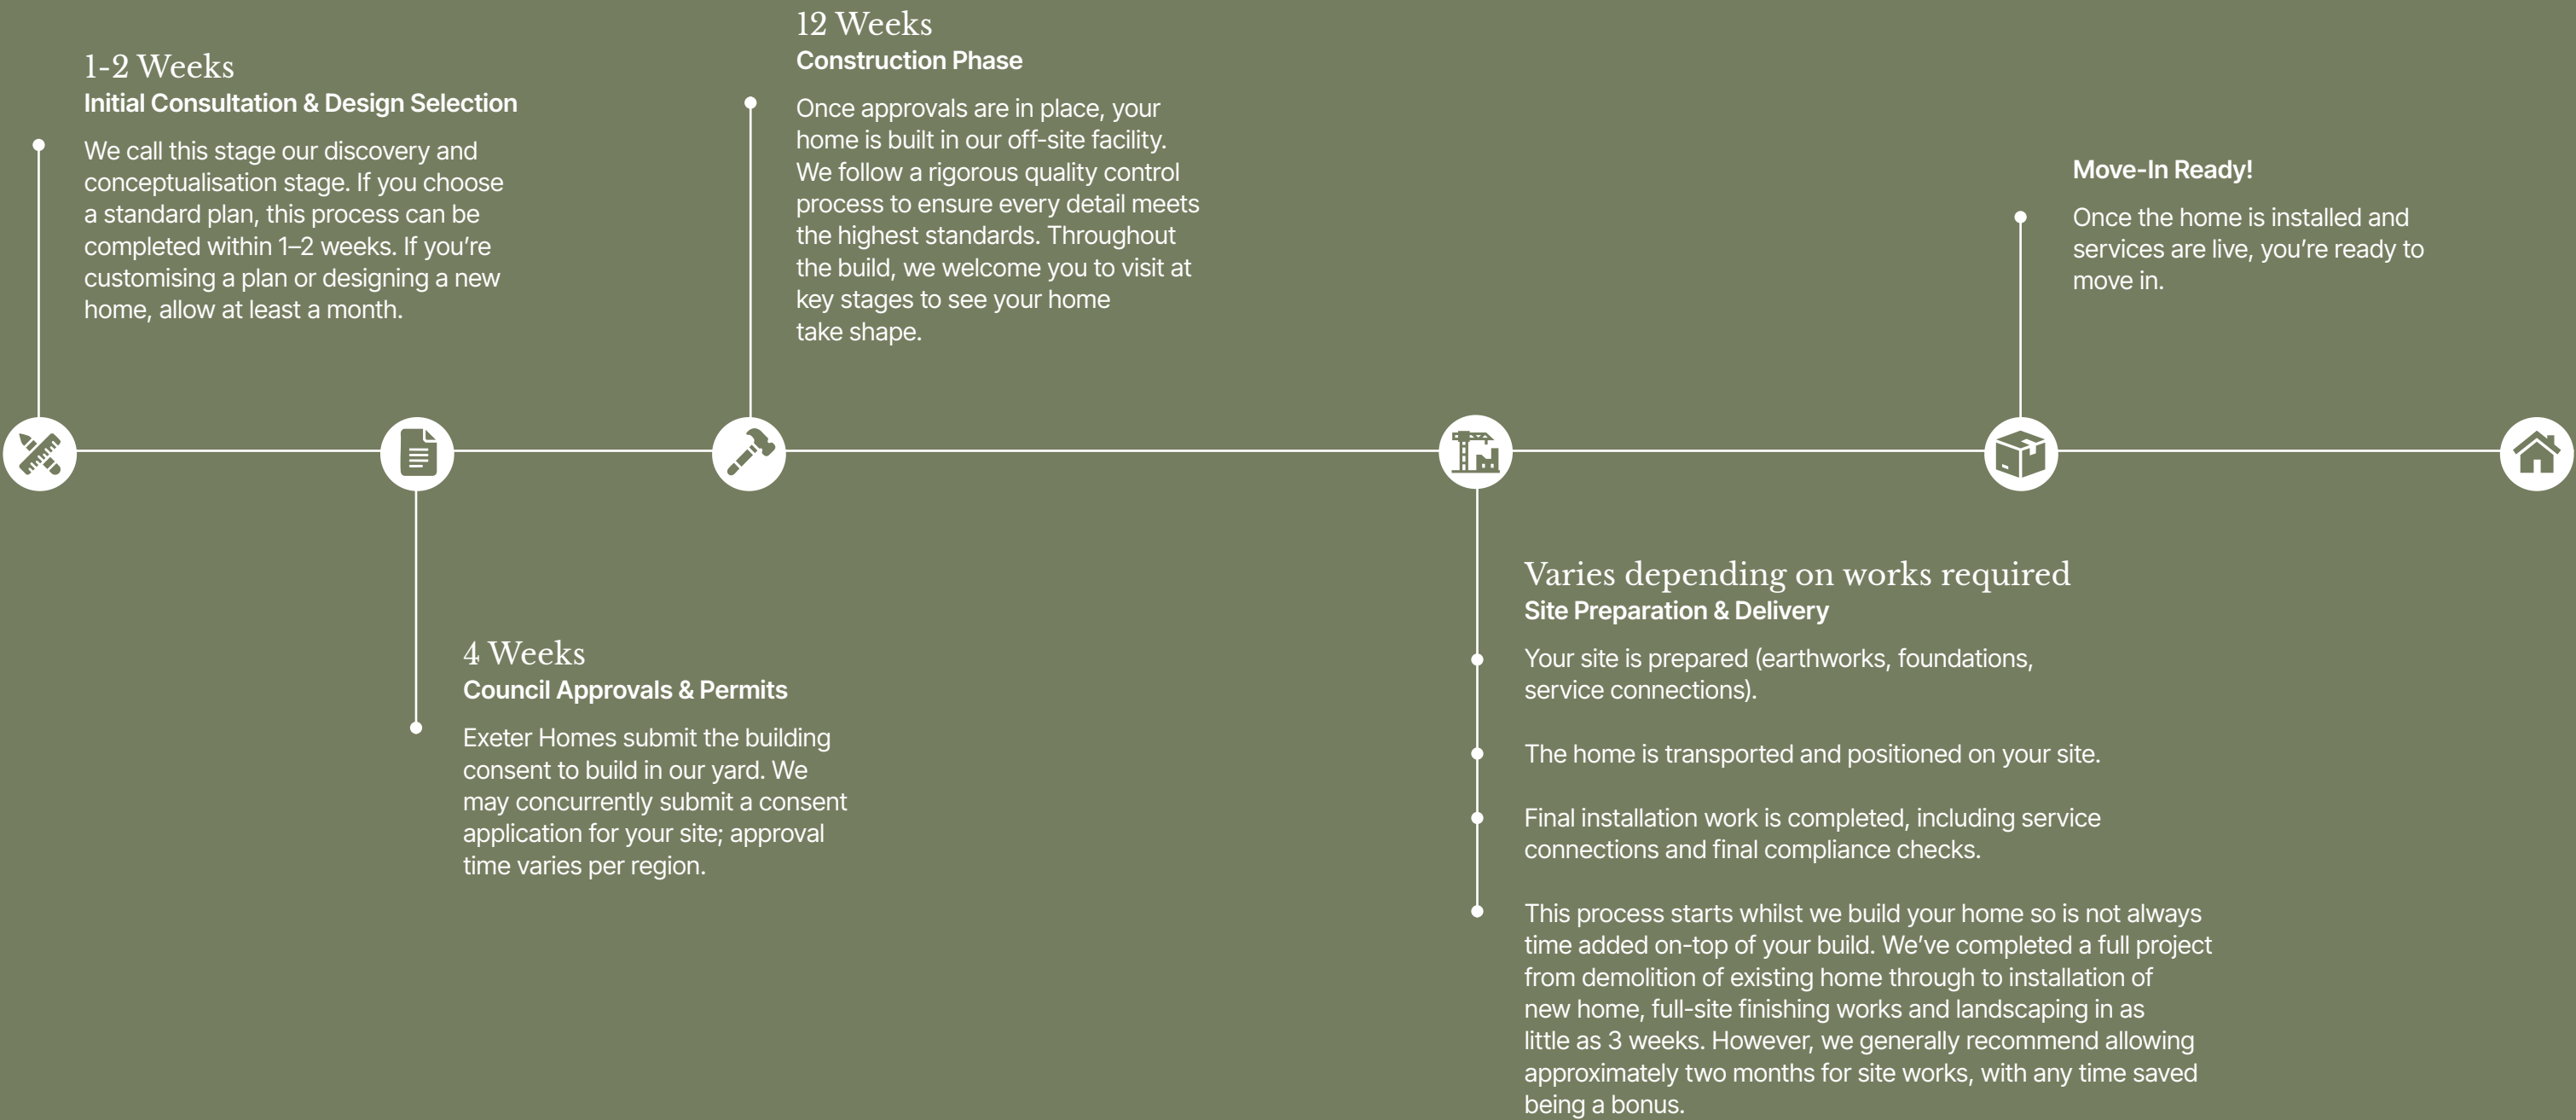 1-2 Weeks
Initial Consultation & Design Selection
We call this stage our discovery and
conceptualisation stage. If you choose
a standard plan, this process can be
completed within 1–2 weeks. If you’re
customising a plan or designing a new
home, allow at least a month.
4 Weeks
Council Approvals & Permits
Exeter Homes submit the building
consent to build in our yard. We
may concurrently submit a consent
application for your site; approval
time varies per region.
12 Weeks
Construction Phase
Once approvals are in place, your
home is built in our off-site facility.
We follow a rigorous quality control
process to ensure every detail meets
the highest standards. Throughout
the build, we welcome you to visit at
key stages to see your home
take shape.
Varies depending on works required
Site Preparation & Delivery
Your site is prepared (earthworks, foundations,
service connections).
The home is transported and positioned on your site.
Final installation work is completed, including service
connections and final compliance checks.
This process starts whilst we build your home so is not always
time added on-top of your build. We’ve completed a full project
from demolition of existing home through to installation of
new home, full-site finishing works and landscaping in as
little as 3 weeks. However, we generally recommend allowing
approximately two months for site works, with any time saved
being a bonus.
Move-In Ready!
Once the home is installed and
services are live, you’re ready to
move in.